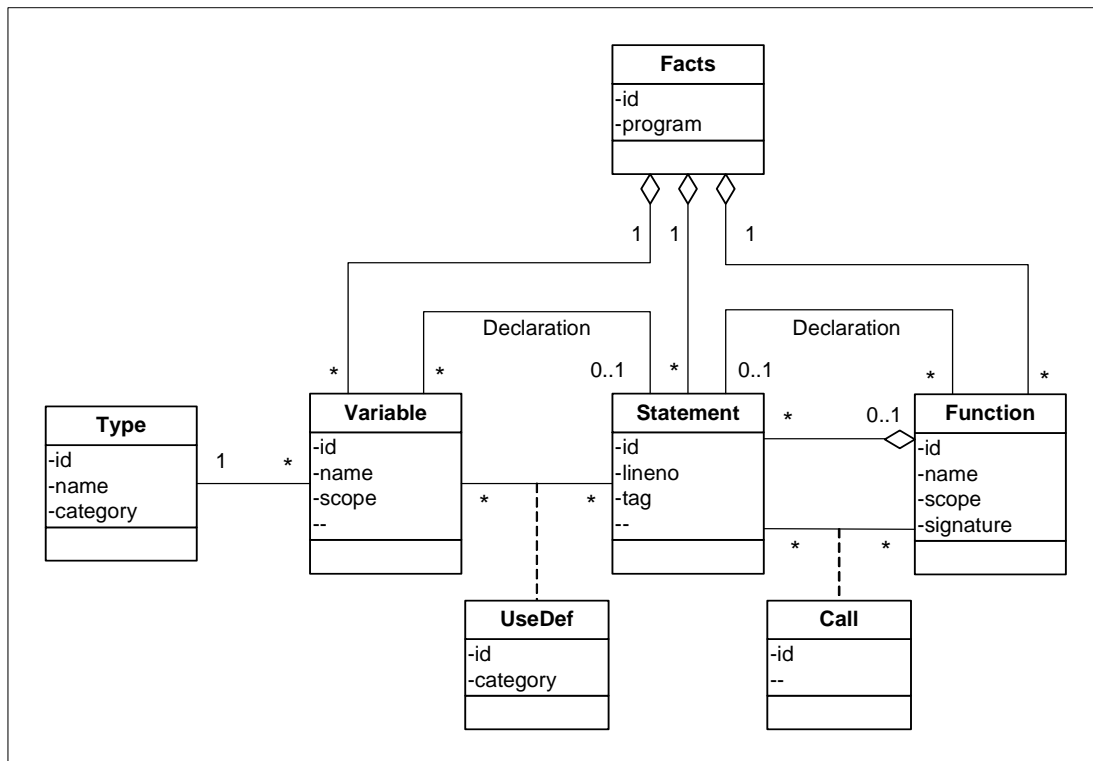 Facts
-id
-program
1
1
1
Declaration
Declaration
*
*
0..1
*
0..1
*
*
Type
-id
-name
-category
1
*
Variable
-id
-name
-scope
--
*
*
Statement
-id
-lineno
-tag
--
*
0..1
*
*
Function
-id
-name
-scope
-signature
UseDef
-id
-category
Call
-id
--